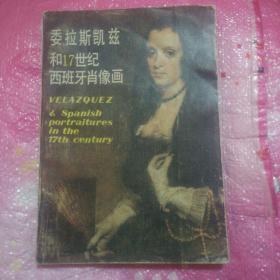 委拉斯凯兹
和17世纪
西班牙肖像画
VELAZQUEZ
& Spanish
portraitures
in the
17th century